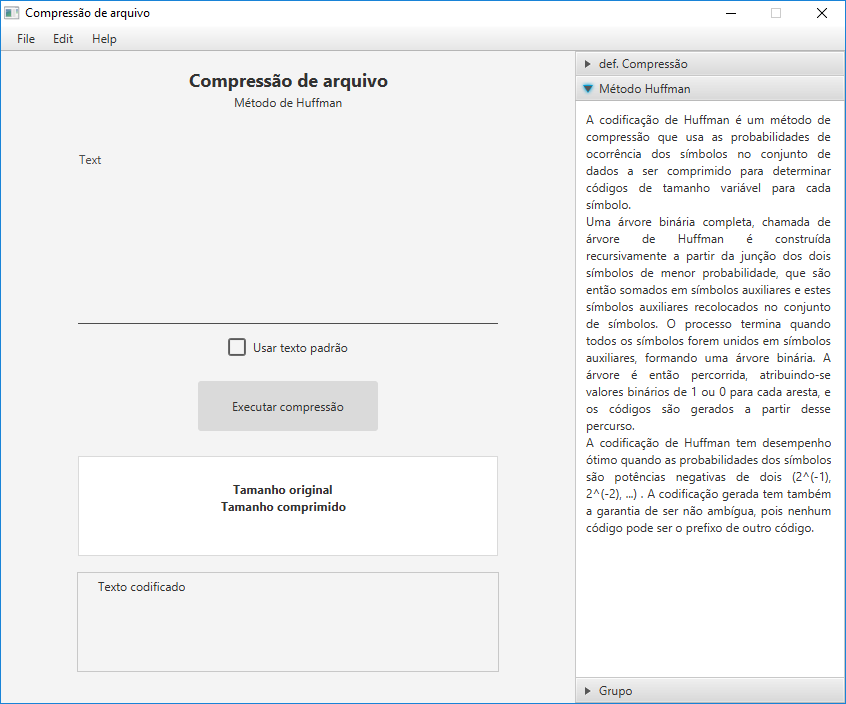 Compressão de arquivo
File Edit Help
Compressão de arquivo
Método de Huffman
Text
Usar texto padrão
Executar compressão
Tamanho original
Tamanho comprimido
Texto codificado
def. Compressão
Método Huffman
A codificação de Huffman é um método de
compressão que usa as probabilidades de
ocorrência dos símbolos no conjunto de
dados a ser comprimido para determinar
códigos de tamanho variável para cada
símbolo.
Uma árvore binária completa, chamada de
árvore de Huffman é construída
recursivamente a partir da junção dos dois
símbolos de menor probabilidade, que são
então somados em símbolos auxiliares e estes
símbolos auxiliares recolocados no conjunto
de símbolos. O processo termina quando
todos os símbolos forem unidos em símbolos
auxiliares, formando uma árvore binária. A
árvore é então percorrida, atribuindo-se
valores binários de 1 ou 0 para cada aresta, e
os códigos são gerados a partir desse
percurso.
A codificação de Huffman tem desempenho
ótimo quando as probabilidades dos símbolos
são potências negativas de dois (2^(-1),
2^(-2), ...) . A codificação gerada tem também
a garantia de ser não ambígua, pois nenhum
código pode ser o prefixo de outro código.
Grupo